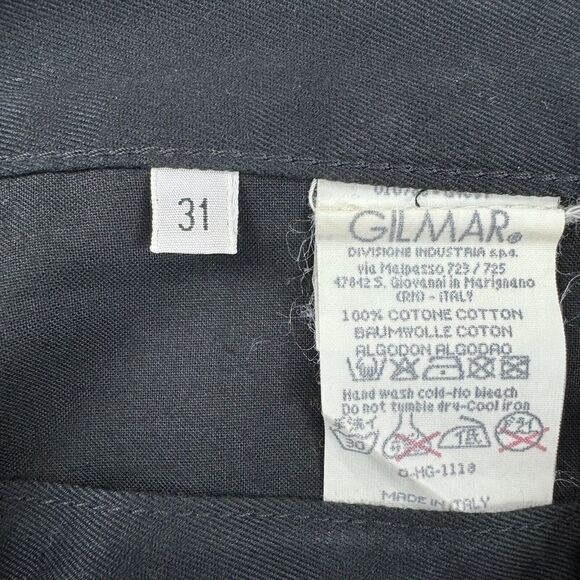 31
GILMAR®
DIVISIONE INDUSTRIA s.p.a.
via Malpasso 723 / 725
47842 S. Giovanni in Marignano
(RN) - ITALY
100% COTONE COTTON
BAUMWOLLE COTON
ALGODON ALGODAO
Hand wash cold-No bleach
Do not tumble dry-Cool iron
30
MADE IN ITALY